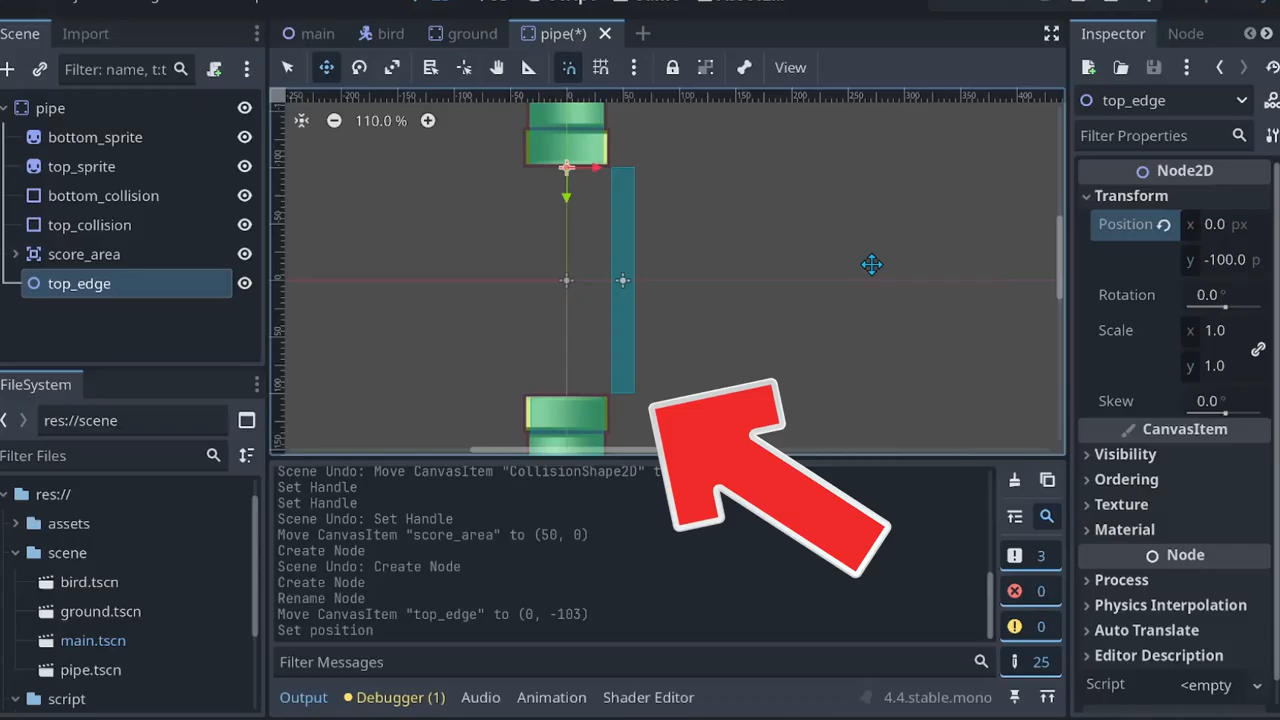 Scene Import
main bird ground pipe(*)
Inspector Node
Filter: name, t:t
View
pipe
bottom_sprite
top_sprite
bottom_collision
top_collision
score_area
top_edge
110.0 %
top_edge
Filter Properties
Node2D
Transform
Position x 0.0 px
y -100.0 p
Rotation 0.0 °
Scale x 1.0
y 1.0
Skew 0.0 °
CanvasItem
Visibility
Ordering
Texture
Material
Node
Process
Physics Interpolation
Auto Translate
Editor Description
Script <empty
FileSystem
res://scene
Filter Files
res://
assets
scene
bird.tscn
ground.tscn
main.tscn
pipe.tscn
script
Scene Undo: Move CanvasItem "CollisionShape2D" t
Set Handle
Set Handle
Scene Undo: Set Handle
Move CanvasItem "score_area" to (50, 0)
Create Node
Scene Undo: Create Node
Create Node
Rename Node
Move CanvasItem "top_edge" to (0, -103)
Set position
3
0
0
25
Filter Messages
Output Debugger (1) Audio Animation Shader Editor 4.4.stable.mono